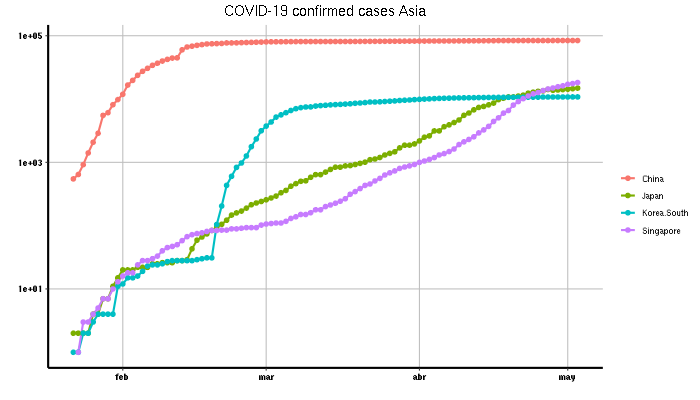 COVID-19 confirmed cases Asia
1e+05
1e+03
1e+01
feb
mar
abr
may
China
Japan
Korea.South
Singapore